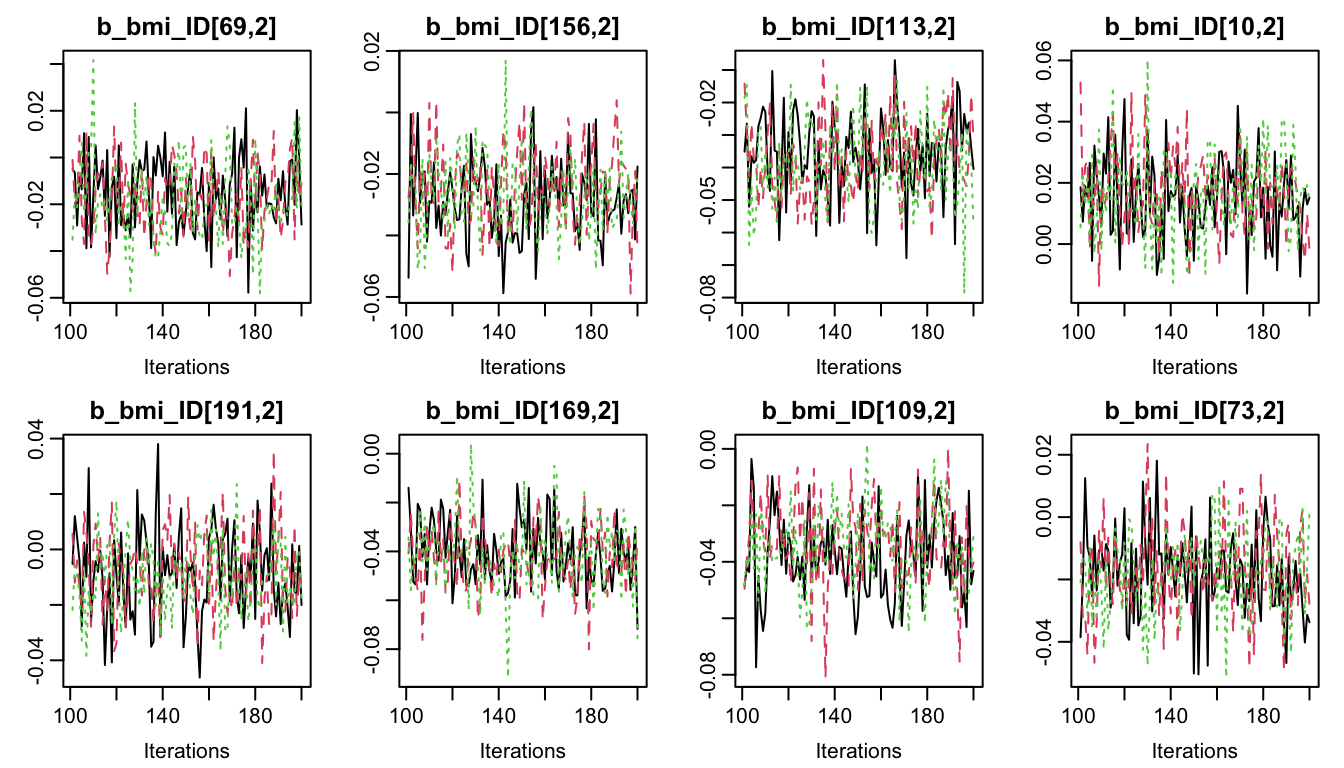 b_bmi_ID[69,2] b_bmi_ID[156,2] b_bmi_ID[113,2] b_bmi_ID[10,2]
0.02
-0.02
-0.06
100 140 180
Iterations
0.02
-0.02
-0.06
100 140 180
Iterations
-0.02
-0.05
-0.08
100 140 180
Iterations
0.06
0.04
0.02
0.00
100 140 180
Iterations
b_bmi_ID[191,2] b_bmi_ID[169,2] b_bmi_ID[109,2] b_bmi_ID[73,2]
0.04
0.00
-0.04
100 140 180
Iterations
0.00
-0.04
-0.08
100 140 180
Iterations
0.00
-0.04
-0.08
100 140 180
Iterations
0.02
0.00
-0.04
100 140 180
Iterations